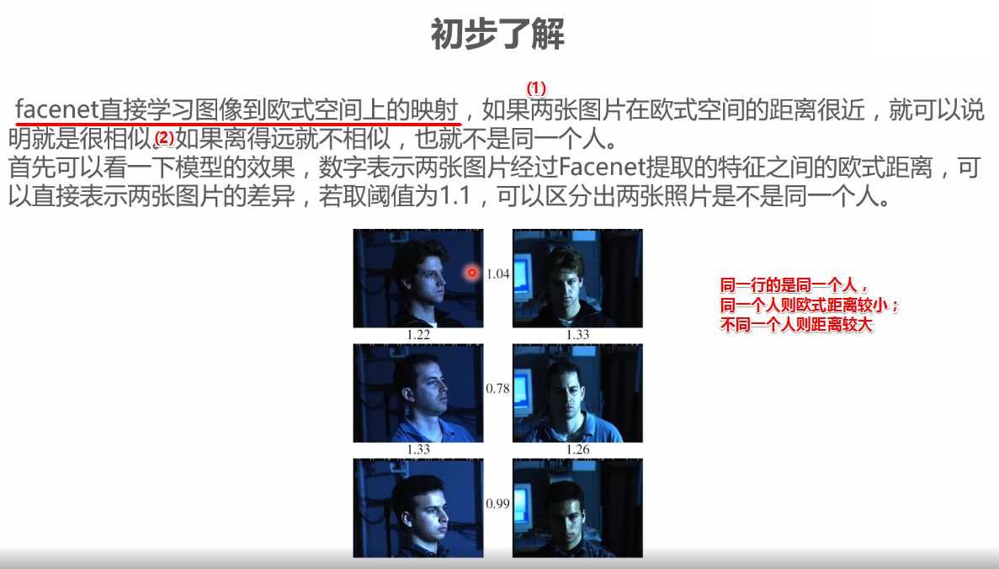 初步了解
(1)
facenet直接学习图像到欧式空间上的映射，如果两张图片在欧式空间的距离很近，就可以说
明就是很相似。(2)如果离得远就不相似，也就不是同一个人。
首先可以看一下模型的效果，数字表示两张图片经过Facenet提取的特征之间的欧式距离，可
以直接表示两张图片的差异，若取阈值为1.1，可以区分出两张照片是不是同一个人。
1.04
同一行的是同一个人，
同一个人则欧式距离较小；
不同一个人则距离较大
1.22 1.33
0.78
1.33 1.26
0.99